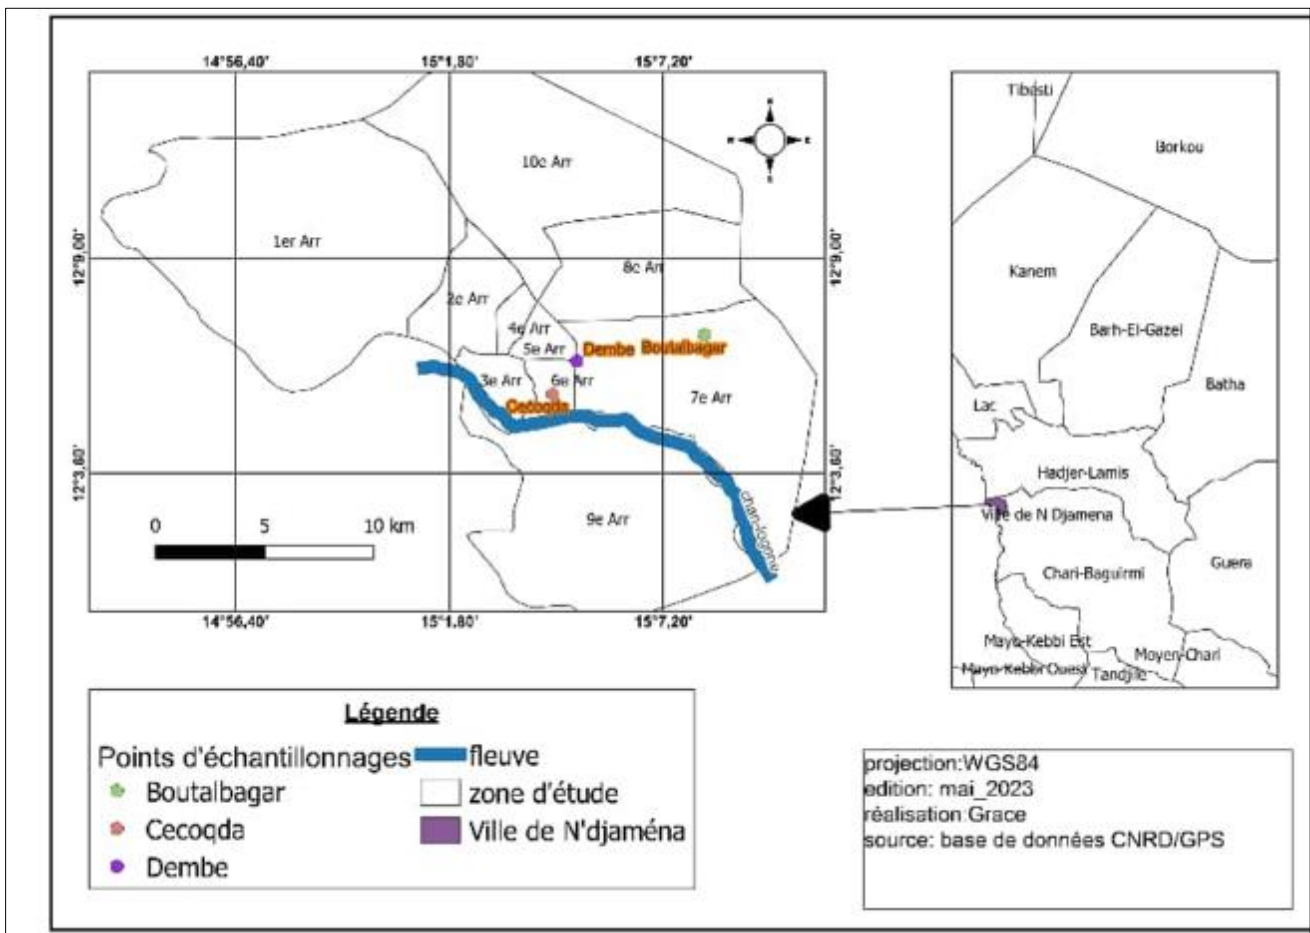 14°56,40' 15°1,80' 15°7,20'
12°9,00' 12°9,00'
12°3,60' 12°3,60'
10e Arr
1er Arr
8e Arr
2e Arr
4e Arr
5e Arr
Dembe Boutalbagar
3e Arr 6e Arr
7e Arr
Cecoqda
9e Arr
chari-logone
0 5 10 km
14°56,40' 15°1,80' 15°7,20'
Tibesti
Borkou
Kanem
Barh-El-Gazel
Batha
Lac
Hadjer-Lamis
Ville de N Djamena
Guera
Chari-Baguirmi
Mayo-Kebbi Est
Moyen-Chari
Mayo-Kebbi Ouest
Tandjile
Légende
Points d'échantillonnages
Boutalbagar
Cecoqda
Dembe
fleuve
zone d'étude
Ville de N'djaména
projection:WGS84
edition: mai_2023
réalisation:Grace
source: base de données CNRD/GPS